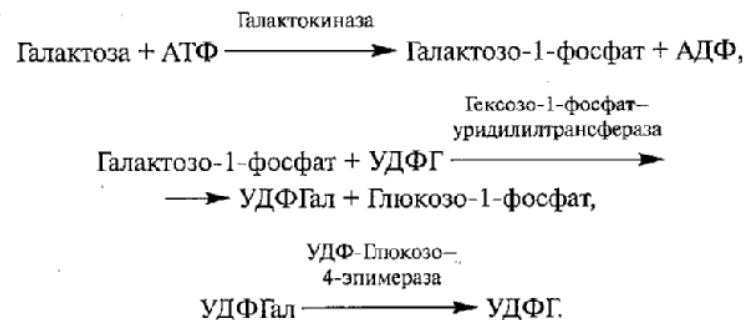 Галактокиназа
Галактоза + АТФ ⟶ Галактозо-1-фосфат + АДФ,
Гексозо-1-фосфат–
уридилилтрансфераза
Галактозо-1-фосфат + УДФГ ⟶
⟶ УДФГал + Глюкозо-1-фосфат,
УДФ-Глюкозо–
4-эпимераза
УДФГал ⟶ УДФГ.